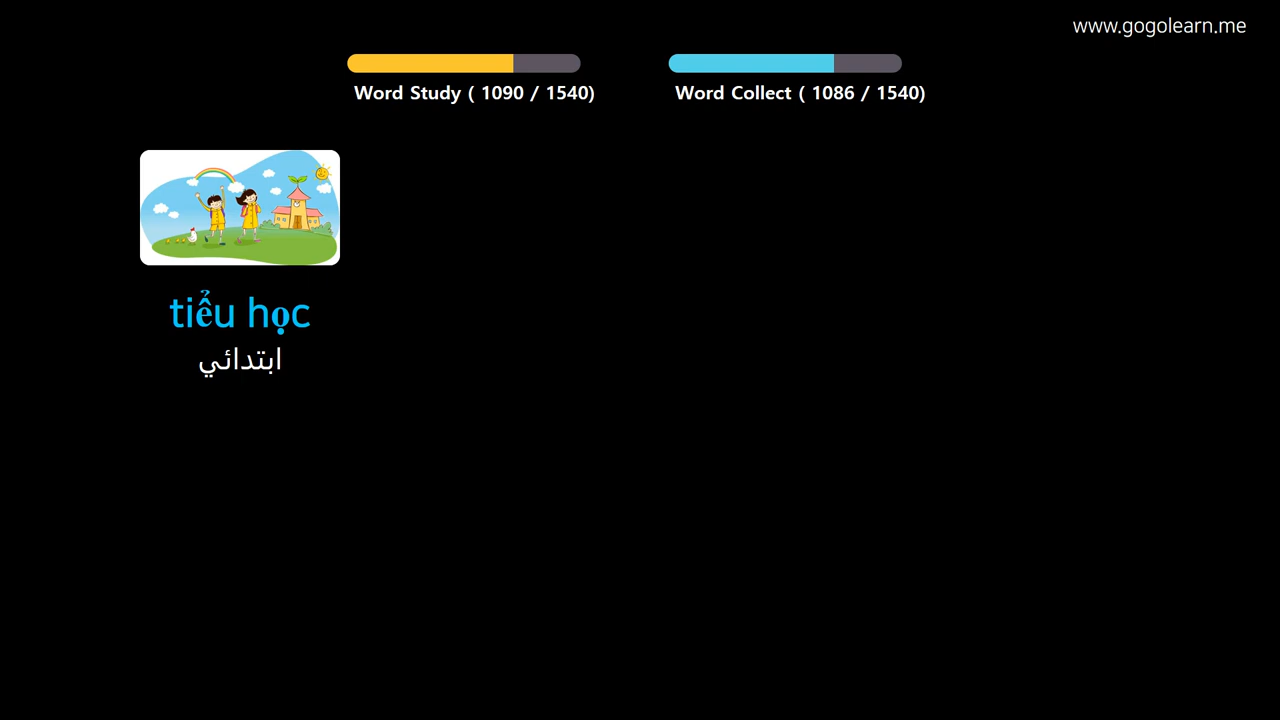 www.gogolearn.me
Word Study ( 1090 / 1540)
Word Collect ( 1086 / 1540)
tiểu học
ابتدائي